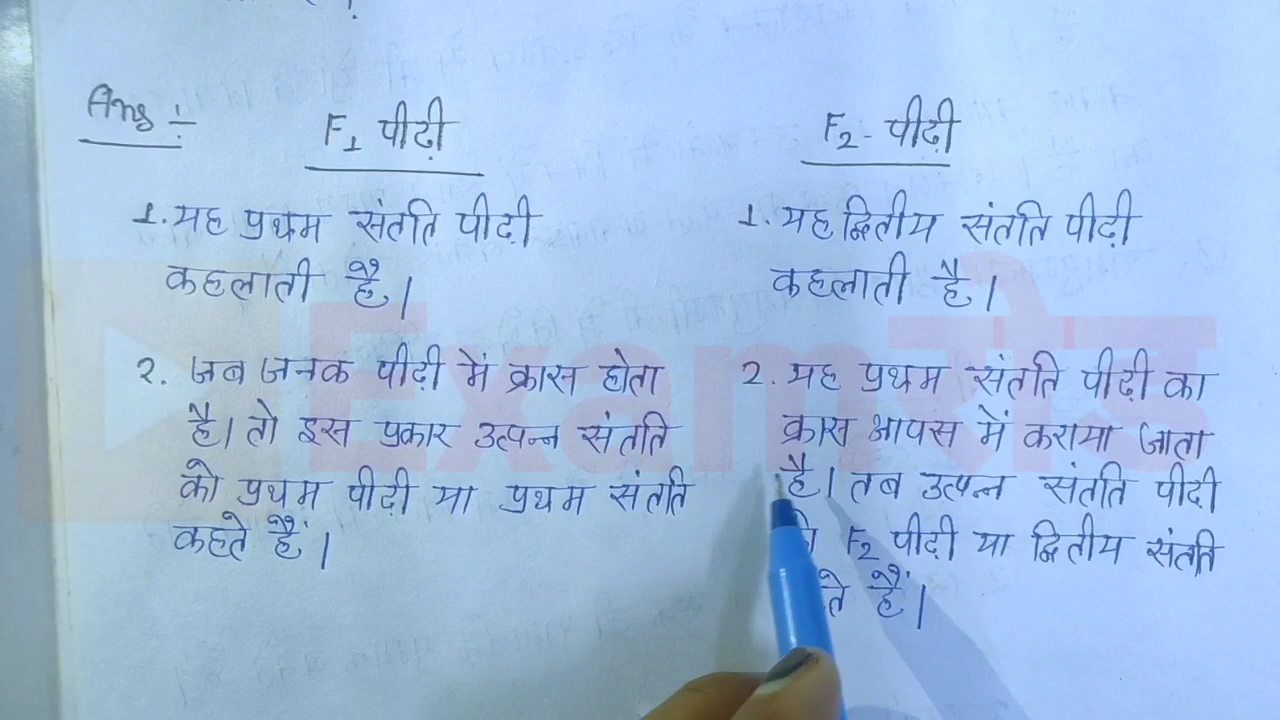 Ans :-
F1 पीढ़ी
1. यह प्रथम संतति पीढ़ी
कहलाती है।
2. जब जनक पीढ़ी में क्रास होता
है। तो इस प्रकार उत्पन्न संतति
को प्रथम पीढ़ी या प्रथम संतति
कहते हैं।
F2 - पीढ़ी
1. यह द्वितीय संतति पीढ़ी
कहलाती है।
2. यह प्रथम संतति पीढ़ी का
क्रास आपस में कराया जाता
है। तब उत्पन्न संतति पीढ़ी
F2 पीढ़ी या द्वितीय संतति
हैं।
Examरोड